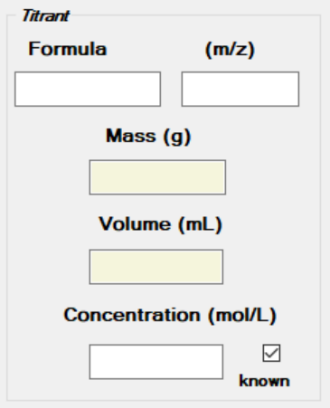 Titrant
Formula (m/z)
Mass (g)
Volume (mL)
Concentration (mol/L)
known